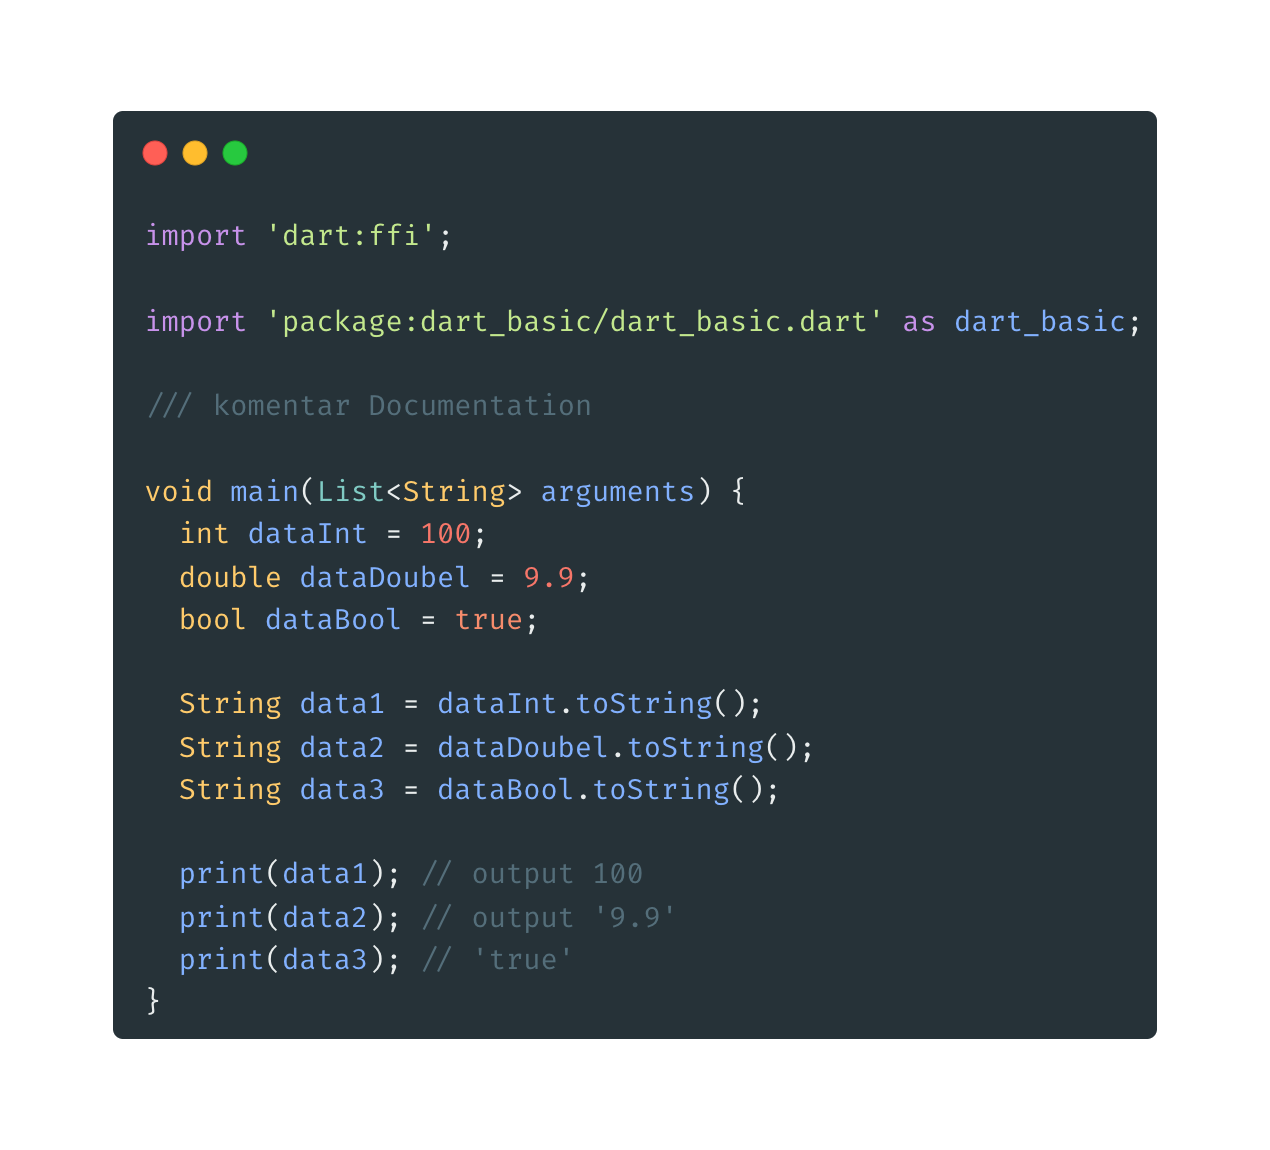 import 'dart:ffi';
import 'package:dart_basic/dart_basic.dart' as dart_basic;
/// komentar Documentation
void main(List<String> arguments) {
  int dataInt = 100;
  double dataDoubel = 9.9;
  bool dataBool = true;
  String data1 = dataInt.toString();
  String data2 = dataDoubel.toString();
  String data3 = dataBool.toString();
  print(data1); // output 100
  print(data2); // output '9.9'
  print(data3); // 'true'
}